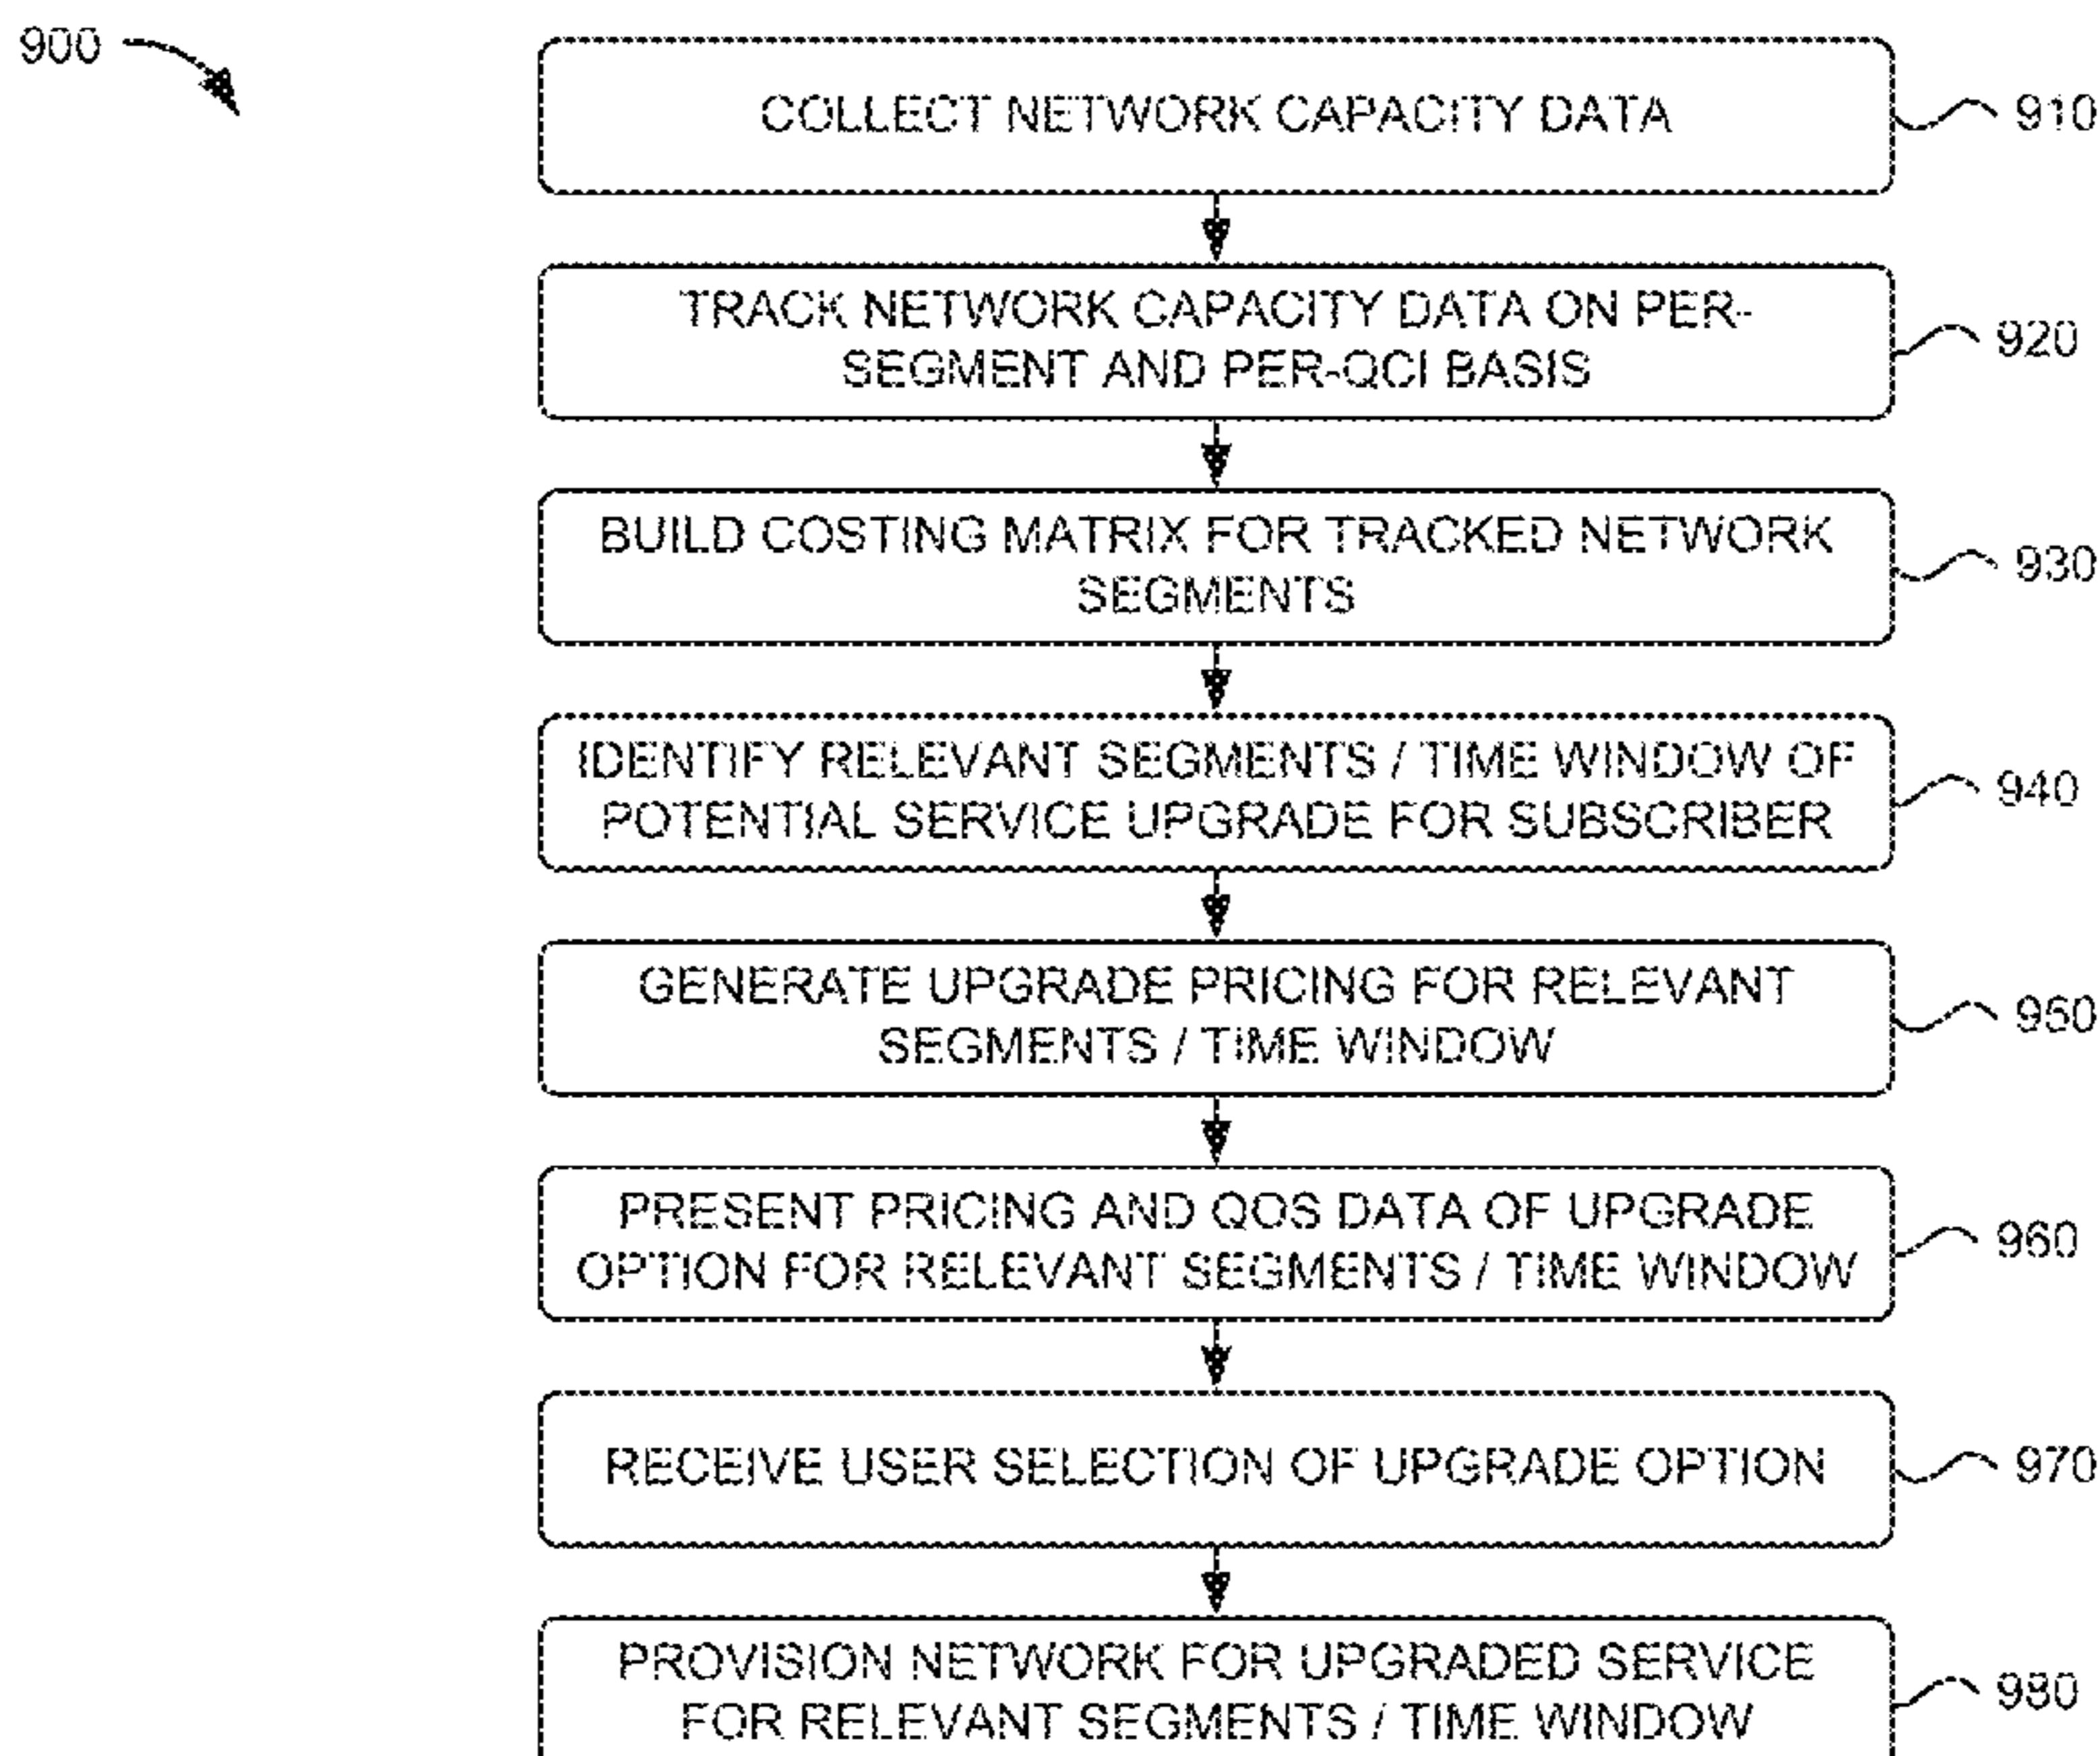 900
COLLECT NETWORK CAPACITY DATA
910
TRACK NETWORK CAPACITY DATA ON PER-
SEGMENT AND PER-QCI BASIS
920
BUILD COSTING MATRIX FOR TRACKED NETWORK
SEGMENTS
930
IDENTIFY RELEVANT SEGMENTS / TIME WINDOW OF
POTENTIAL SERVICE UPGRADE FOR SUBSCRIBER
940
GENERATE UPGRADE PRICING FOR RELEVANT
SEGMENTS / TIME WINDOW
950
PRESENT PRICING AND QOS DATA OF UPGRADE
OPTION FOR RELEVANT SEGMENTS / TIME WINDOW
960
RECEIVE USER SELECTION OF UPGRADE OPTION
970
PROVISION NETWORK FOR UPGRADED SERVICE
FOR RELEVANT SEGMENTS / TIME WINDOW
980